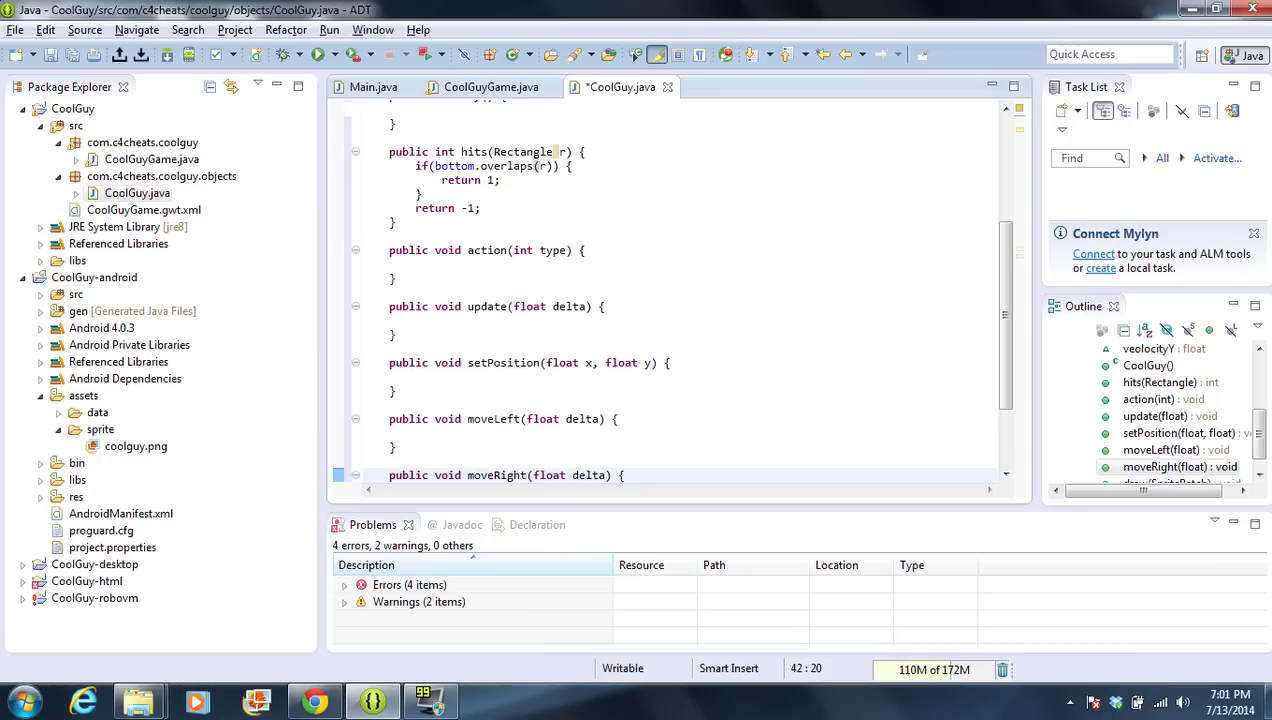 Java - CoolGuy/src/com/c4cheats/coolguy/objects/CoolGuy.java - ADT
File Edit Source Refactor Navigate Search Project Refactor Run Window Help
Quick Access
Java
Package Explorer
CoolGuy
src
com.c4cheats.coolguy
CoolGuyGame.java
com.c4cheats.coolguy.objects
CoolGuy.java
CoolGuyGame.gwt.xml
JRE System Library [jre8]
Referenced Libraries
libs
CoolGuy-android
src
gen [Generated Java Files]
Android 4.0.3
Android Private Libraries
Referenced Libraries
Android Dependencies
assets
data
sprite
coolguy.png
bin
libs
res
AndroidManifest.xml
proguard.cfg
project.properties
CoolGuy-desktop
CoolGuy-html
CoolGuy-robovm
Main.java
CoolGuyGame.java
*CoolGuy.java
}
public int hits(Rectangle r) {
if(bottom.overlaps(r)) {
return 1;
}
return -1;
}
public void action(int type) {
}
public void update(float delta) {
}
public void setPosition(float x, float y) {
}
public void moveLeft(float delta) {
}
public void moveRight(float delta) {
Task List
Find
All
Activate...
Connect Mylyn
Connect to your task and ALM tools
or create a local task.
Outline
veolocityY : float
CoolGuy()
hits(Rectangle) : int
action(int) : void
update(float) : void
setPosition(float, float) : v
moveLeft(float) : void
moveRight(float) : void
draw(SpriteBatch) : void
Problems @ Javadoc Declaration
4 errors, 2 warnings, 0 others
Description Resource Path Location Type
Errors (4 items)
Warnings (2 items)
Writable
Smart Insert
42 : 20
110M of 172M
99
7:01 PM
7/13/2014